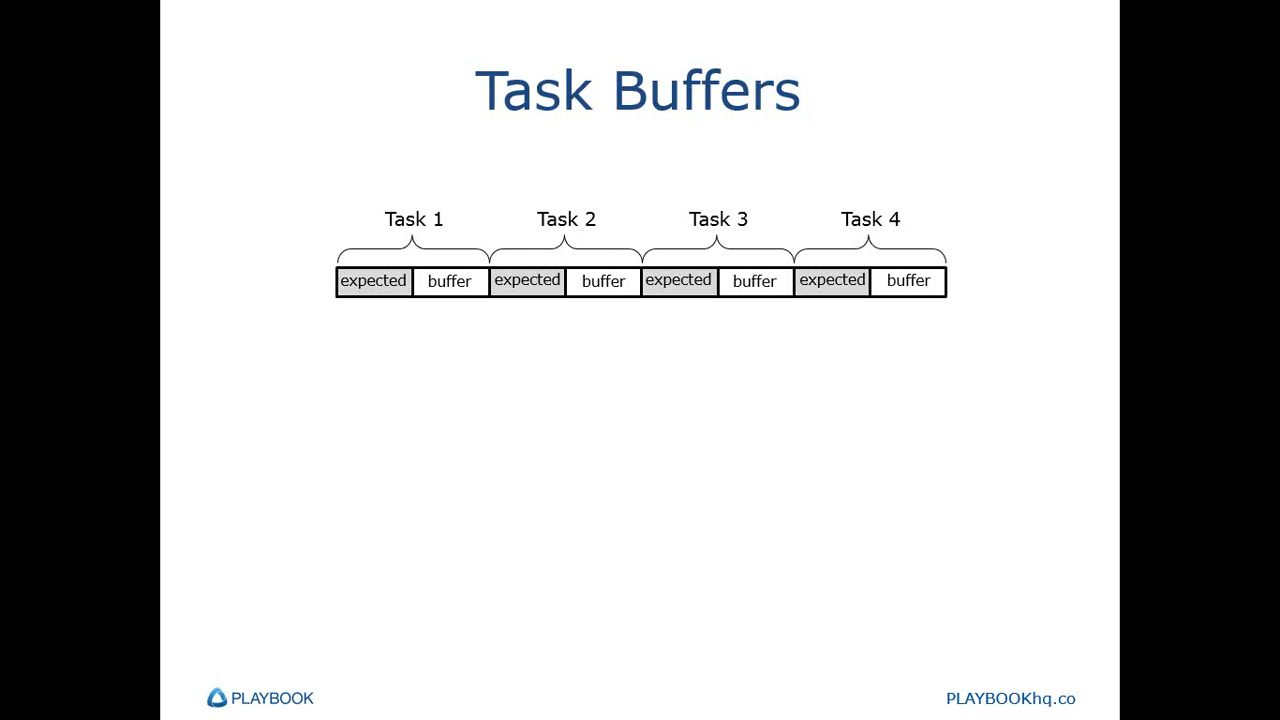 Task Buffers
Task 1 Task 2 Task 3 Task 4
expected buffer expected buffer expected buffer expected buffer
PLAYBOOK PLAYBOOKhq.co